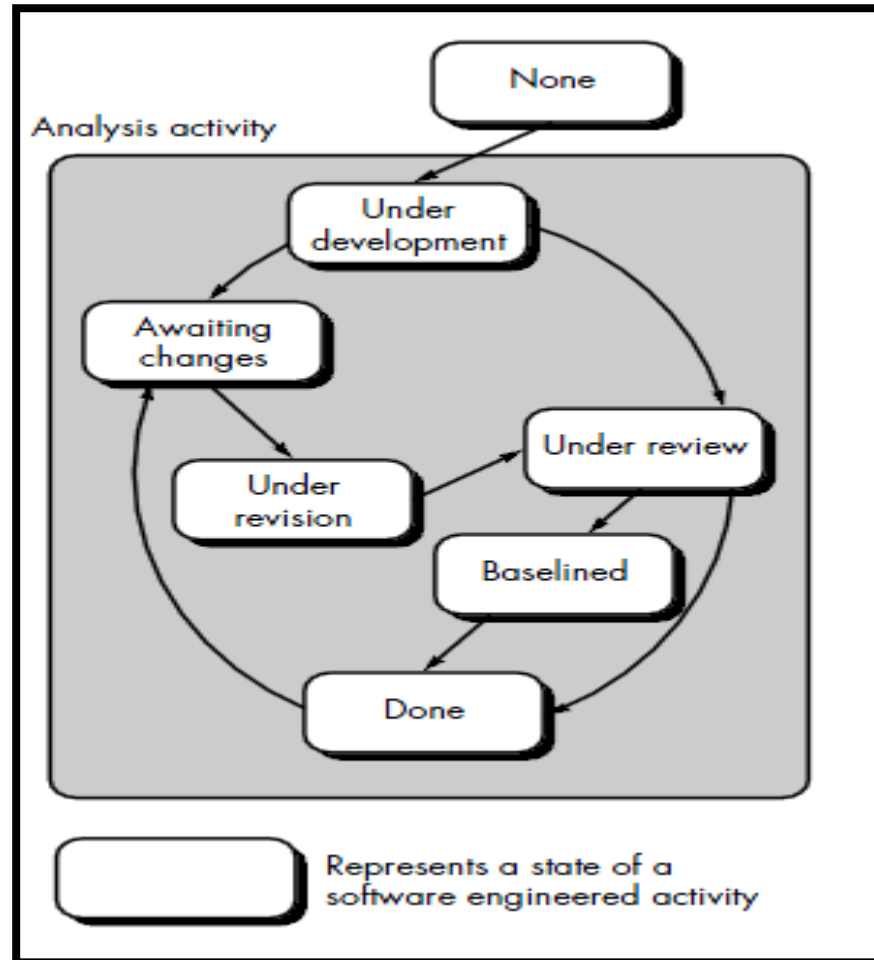 None
Analysis activity
Under
development
Awaiting
changes
Under review
Under
revision
Baselined
Done
Represents a state of a
software engineered activity